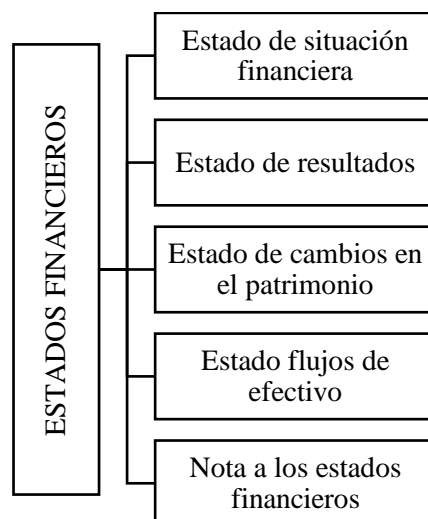 ESTADOS FINANCIEROS
Estado de situación
financiera
Estado de resultados
Estado de cambios en
el patrimonio
Estado flujos de
efectivo
Nota a los estados
financieros